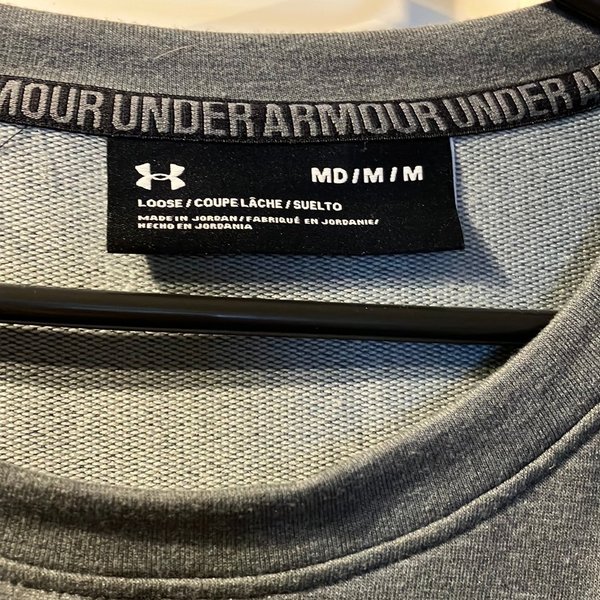 MOUR UNDER ARMOUR UNDER A
MD/M/M
LOOSE / COUPE LÂCHE / SUELTO
MADE IN JORDAN / FABRIQUÉ EN JORDANIE/
HECHO EN JORDANIA